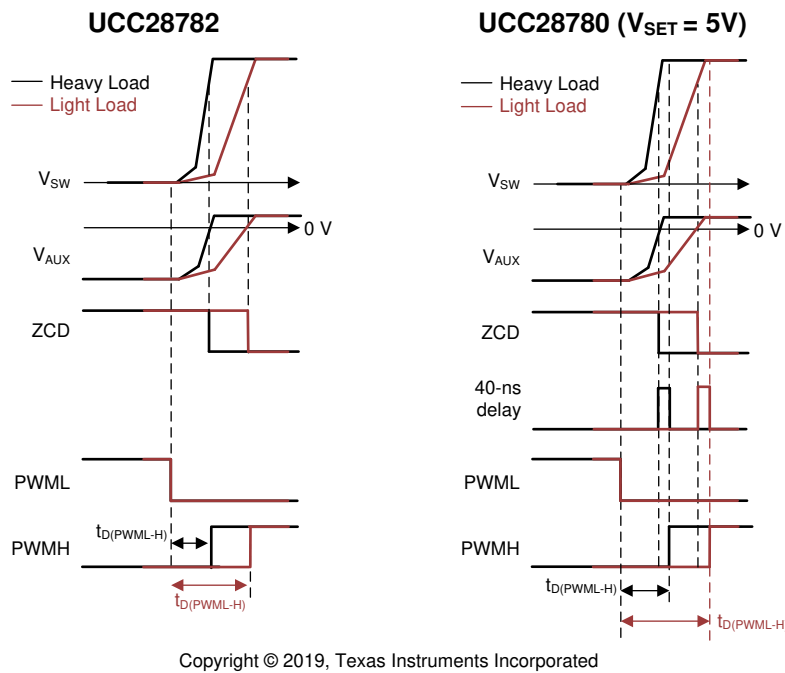 UCC28782
Heavy Load
Light Load
VSW
0 V
VAUX
ZCD
PWML
tD(PWML-H)
PWMH
tD(PWML-H)
UCC28780 (VSET = 5V)
Heavy Load
Light Load
VSW
0 V
VAUX
ZCD
40-ns
delay
PWML
PWMH
tD(PWML-H)
tD(PWML-H
Copyright © 2019, Texas Instruments Incorporated